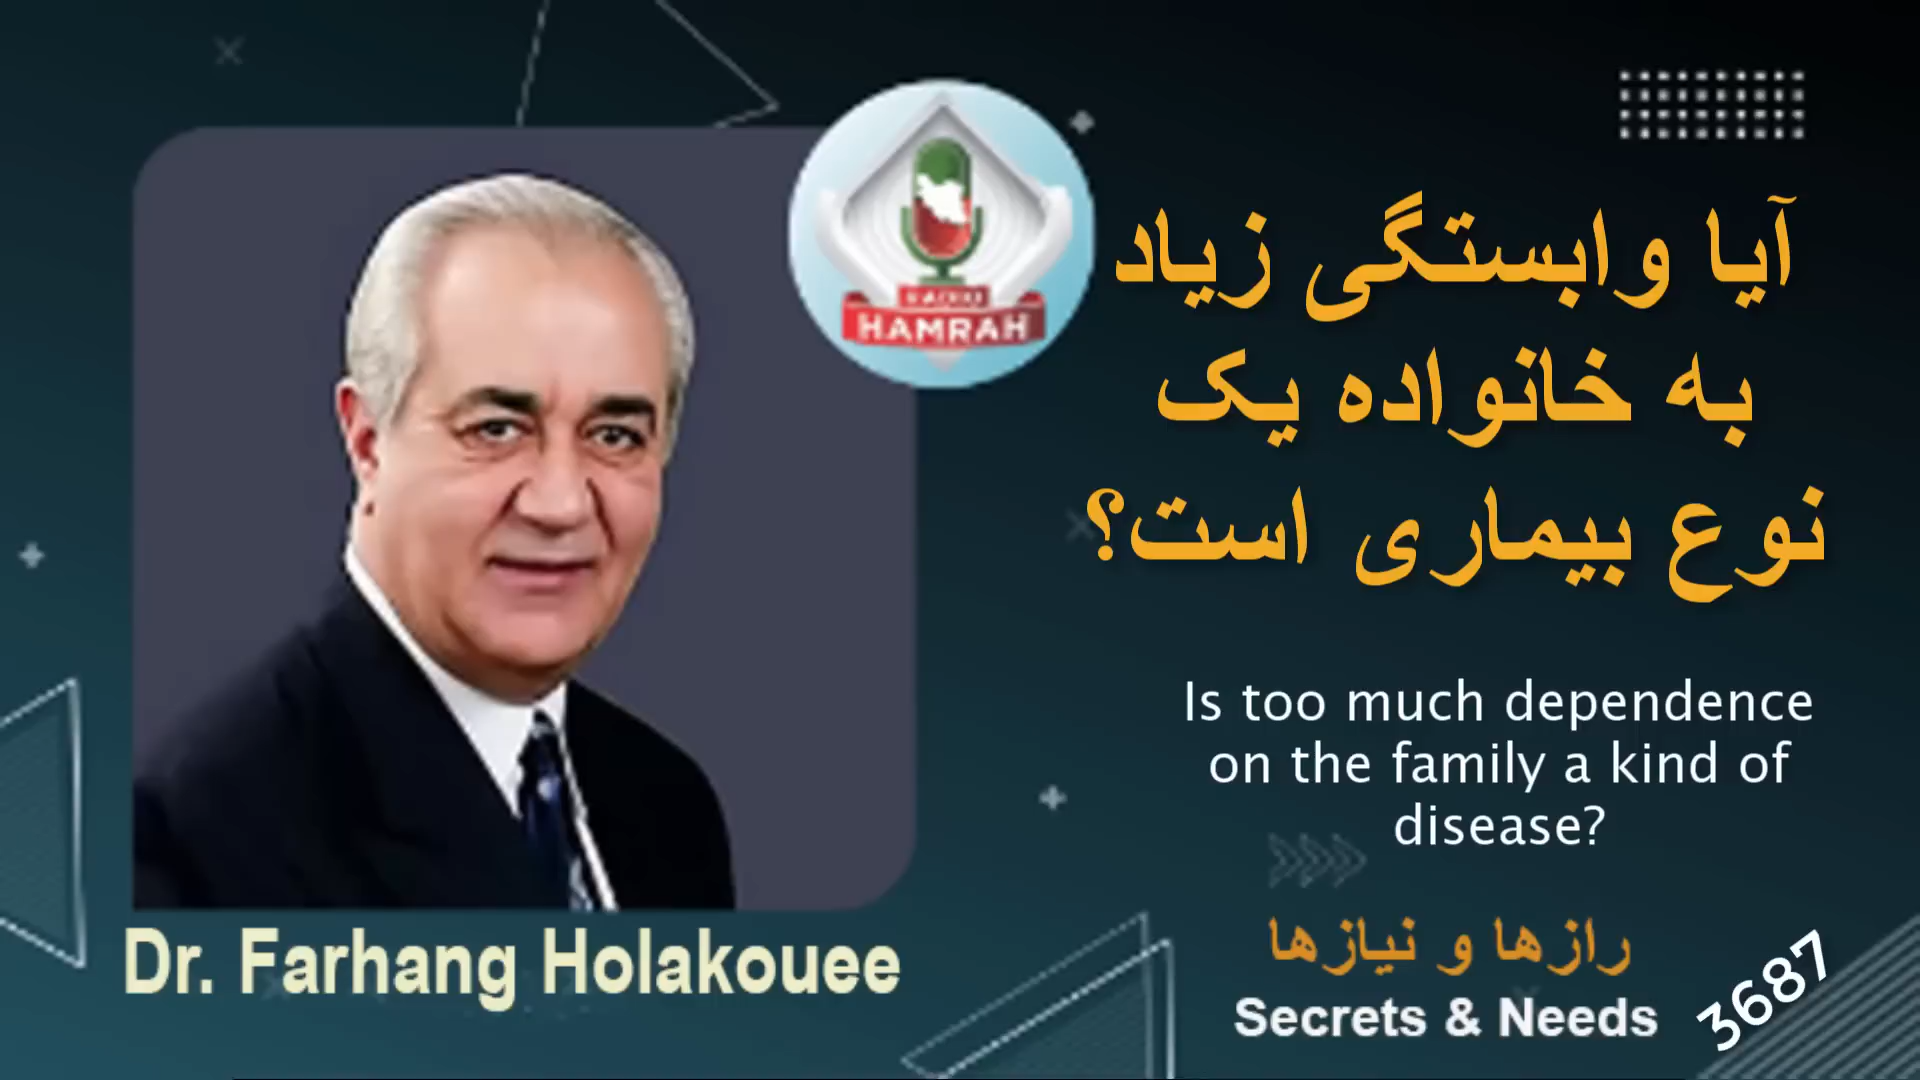 RADIO
HAMRAH
آیا وابستگی زیاد
به خانواده یک
نوع بیماری است؟
Is too much dependence
on the family a kind of
disease?
Dr. Farhang Holakouee
رازها و نیازها
Secrets & Needs
3687